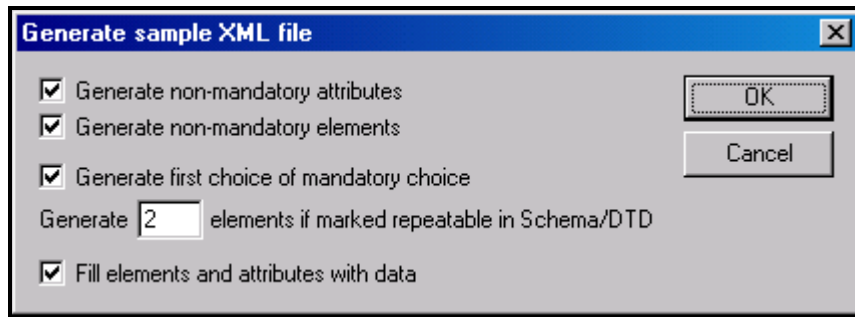 Generate sample XML file
Generate non-mandatory attributes
OK
Generate non-mandatory elements
Cancel
Generate first choice of mandatory choice
Generate 2 elements if marked repeatable in Schema/DTD
Fill elements and attributes with data